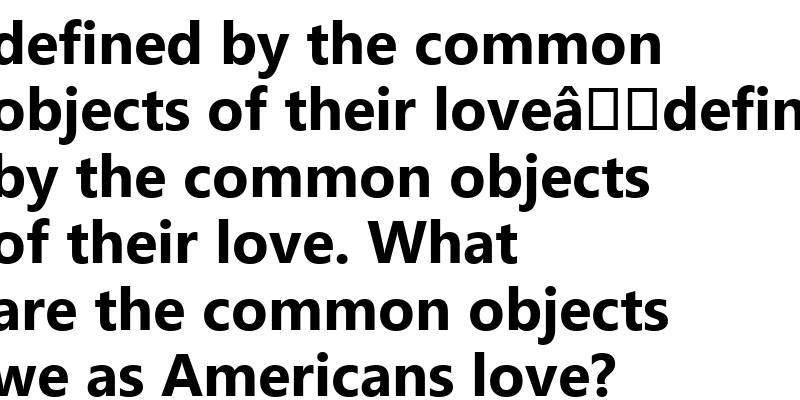 defined by the common
objects of their loveâ□□defin
by the common objects
of their love. What
are the common objects
we as Americans love?